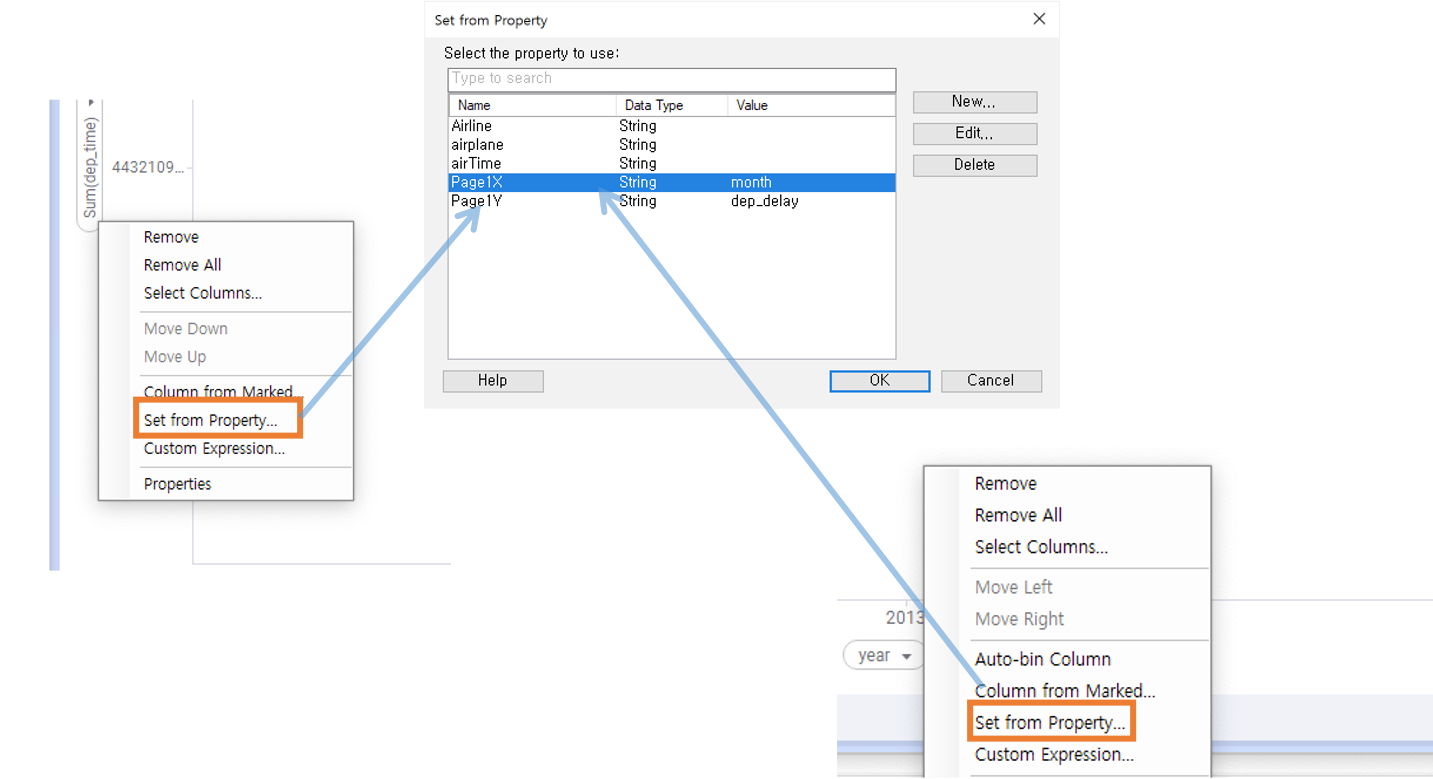 Set from Property
Select the property to use:
Type to search
Name Data Type Value
Airline String
airplane String
airTime String
Page1X String month
Page1Y String dep_delay
New...
Edit...
Delete
Help
OK
Cancel
Sum(dep_time)
4432109...
Remove
Remove All
Select Columns...
Move Down
Move Up
Column from Marked
Set from Property...
Custom Expression...
Properties
2013
year
Remove
Remove All
Select Columns...
Move Left
Move Right
Auto-bin Column
Column from Marked...
Set from Property...
Custom Expression...